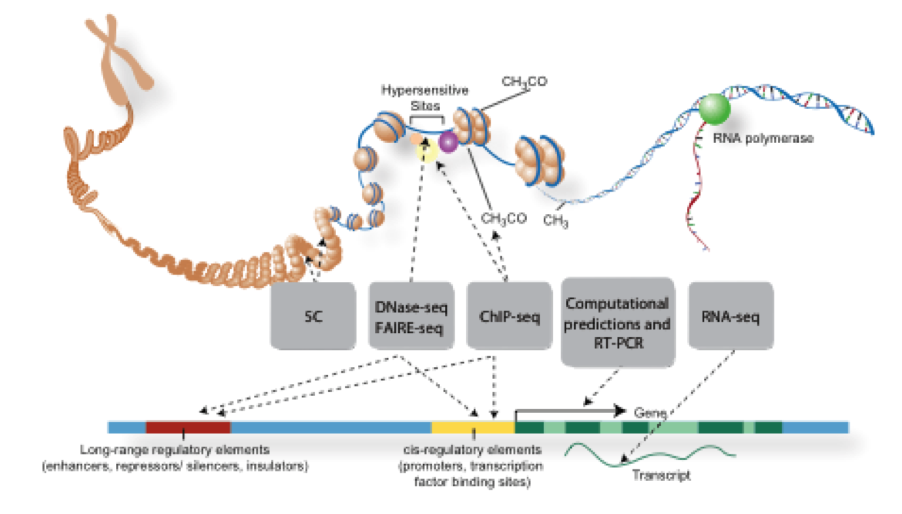 CH3CO
Hypersensitive
Sites
RNA polymerase
CH3CO
CH3
5C
DNase-seq
FAIRE-seq
ChIP-seq
Computational
predictions and
RT-PCR
RNA-seq
Gene
Long-range regulatory elements
(enhancers, repressors/ silencers, insulators)
cis-regulatory elements
(promoters, transcription
factor binding sites)
Transcript